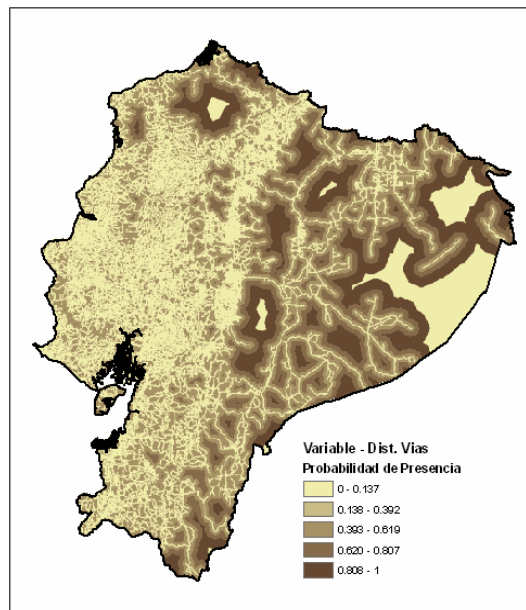 Variable - Dist. Vias
Probabilidad de Presencia
0 - 0.137
0.138 - 0.392
0.393 - 0.619
0.620 - 0.807
0.808 - 1